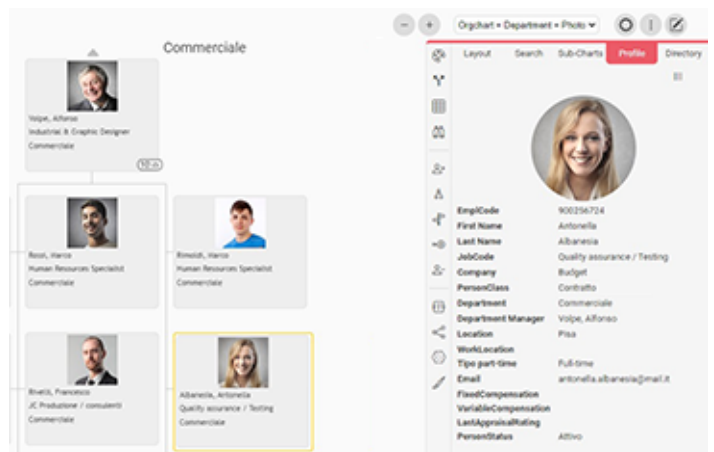 Orgchart • Department • Photo
Commerciale
Layout Search Sub-Charts Profile Directory
Volpe, Alfonso
Industrial & Graphic Designer
Commerciale
10
Rossi, Marco
Human Resources Specialist
Commerciale
Rimoldi, Marco
Human Resources Specialist
Commerciale
Rivetti, Francesco
JC Produzione / consulenti
Commerciale
Albanesia, Antonella
Quality assurance / Testing
Commerciale
EmplCode 900256724
First Name Antonella
Last Name Albanesia
JobCode Quality assurance / Testing
Company Budget
PersonClass Contratto
Department Commerciale
Department Manager Volpe, Alfonso
Location Pisa
WorkLocation
Tipo part-time Full-time
Email antonella.albanesia@mail.it
FixedCompensation
VariableCompensation
LastAppraisalRating
PersonStatus Attivo